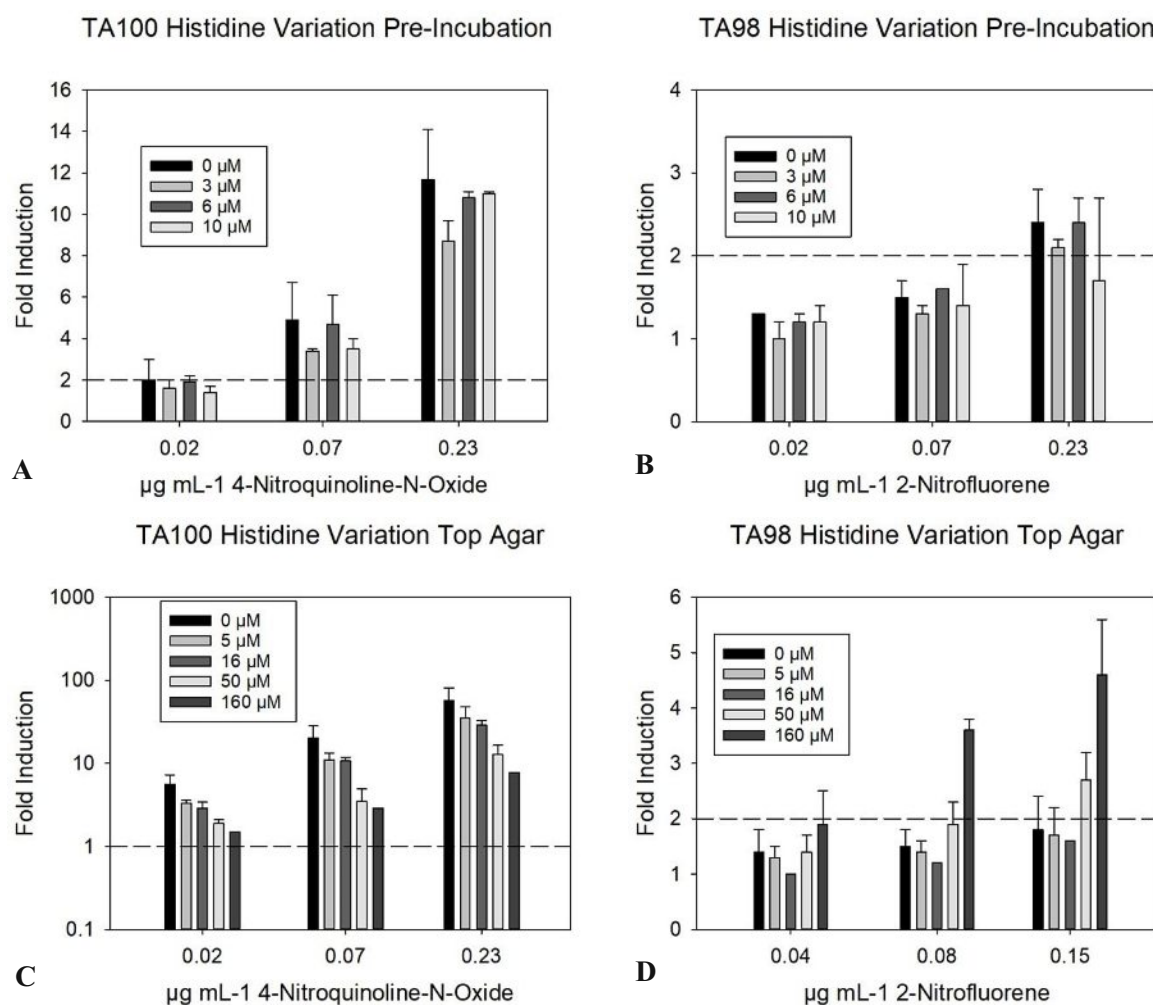 TA100 Histidine Variation Pre-Incubation
Fold Induction
16
14
12
10
8
6
4
2
0
0 µM
3 µM
6 µM
10 µM
0.02 0.07 0.23
A
µg mL-1 4-Nitroquinoline-N-Oxide
TA98 Histidine Variation Pre-Incubation
Fold Induction
4
3
2
1
0
0 µM
3 µM
6 µM
10 µM
0.02 0.07 0.23
B
µg mL-1 2-Nitrofluorene
TA100 Histidine Variation Top Agar
Fold Induction
1000
100
10
1
0.1
0 µM
5 µM
16 µM
50 µM
160 µM
0.02 0.07 0.23
C
µg mL-1 4-Nitroquinoline-N-Oxide
TA98 Histidine Variation Top Agar
Fold Induction
6
5
4
3
2
1
0
0 µM
5 µM
16 µM
50 µM
160 µM
0.04 0.08 0.15
D
µg mL-1 2-Nitrofluorene